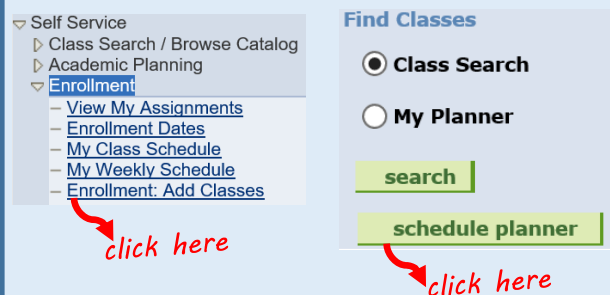 Self Service
Class Search / Browse Catalog
Academic Planning
Enrollment
View My Assignments
Enrollment Dates
My Class Schedule
My Weekly Schedule
Enrollment: Add Classes
click here
Find Classes
Class Search
My Planner
search
schedule planner
click here